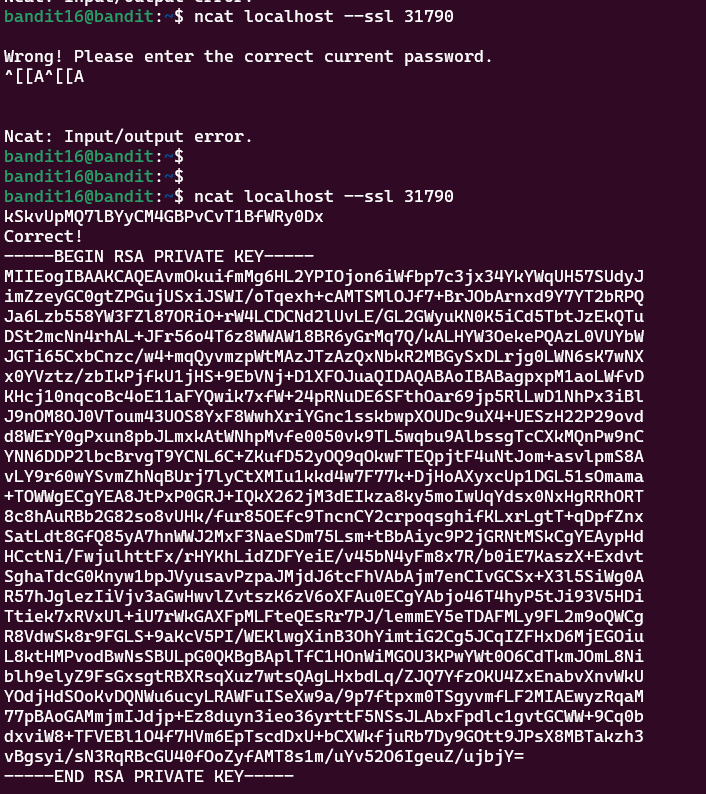 Ncat: Input/output error.
bandit16@bandit:~$ ncat localhost --ssl 31790

Wrong! Please enter the correct current password.
^[[A^[[A

Ncat: Input/output error.
bandit16@bandit:~$
bandit16@bandit:~$
bandit16@bandit:~$ ncat localhost --ssl 31790
kSkvUpMQ7lBYyCM4GBPvCvT1BfWRy0Dx
Correct!
-----BEGIN RSA PRIVATE KEY-----
MIIEogIBAAKCAQEAvmOkuifmMg6HL2YPIOjon6iWfbp7c3jx34YkYWqUH57SUdyJ
imZzeyGC0gtZPGujUSxiJSWI/oTqexh+cAMTSMlOJf7+BrJObArnxd9Y7YT2bRPQ
Ja6Lzb558YW3FZl87ORiO+rW4LCDCNd2lUvLE/GL2GWyuKN0K5iCd5TbtJzEkQTu
DSt2mcNn4rhAL+JFr56o4T6z8WWAW18BR6yGrMq7Q/kALHYW3OekePQAzL0VUYbW
JGTi65CxbCnzc/w4+mqQyvmzpWtMAzJTzAzQxNbkR2MBGySxDLrjg0LWN6sK7wNX
x0YVztz/zbIkPjfkU1jHS+9EbVNj+D1XFOJuaQIDAQABAoIBABagpxpM1aoLWfvD
KHcj10nqcoBc4oE11aFYQwik7xfW+24pRNuDE6SFthOar69jp5RlLwD1NhPx3iBl
J9nOM8OJ0VToum43UOS8YxF8WwhXriYGnc1sskbwpXOUDc9uX4+UESzH22P29ovd
d8WErY0gPxun8pbJLmxkAtWNhpMvfe0050vk9TL5wqbu9AlbssgTcCXkMQnPw9nC
YNN6DDP2lbcBrvgT9YCNL6C+ZKufD52yOQ9qOkwFTEQpjtF4uNtJom+asvlpmS8A
vLY9r60wYSvmZhNqBUrj7lyCtXMIu1kkd4w7F77k+DjHoAXyxcUp1DGL51sOmama
+TOWWgECgYEA8JtPxP0GRJ+IQkX262jM3dEIkza8ky5moIwUqYdsx0NxHgRRhORT
8c8hAuRBb2G82so8vUHk/fur85OEfc9TncnCY2crpoqsghifKLxrLgtT+qDpfZnx
SatLdt8GfQ85yA7hnWWJ2MxF3NaeSDm75Lsm+tBbAiyc9P2jGRNtMSkCgYEAypHd
HCctNi/FwjulhttFx/rHYKhLidZDFYeiE/v45bN4yFm8x7R/b0iE7KaszX+Exdvt
SghaTdcG0Knyw1bpJVyusavPzpaJMjdJ6tcFhVAbAjm7enCIvGCSx+X3l5SiWg0A
R57hJglezIiVjv3aGwHwvlZvtszK6zV6oXFAu0ECgYAbjo46T4hyP5tJi93V5HDi
Ttiek7xRVxUl+iU7rWkGAXFpMLFteQEsRr7PJ/lemmEY5eTDAFMLy9FL2m9oQWCg
R8VdwSk8r9FGLS+9aKcV5PI/WEKlwgXinB3OhYimtiG2Cg5JCqIZFHxD6MjEGOiu
L8ktHMPvodBwNsSBULpG0QKBgBAplTfC1HOnWiMGOU3KPwYWt0O6CdTkmJOmL8Ni
blh9elyZ9FsGxsgtRBXRsqXuz7wtsQAgLHxbdLq/ZJQ7YfzOKU4ZxEnabvXnvWkU
YOdjHdSOoKvDQNWu6ucyLRAWFuISeXw9a/9p7ftpxm0TSgyvmfLF2MIAEwyzRqaM
77pBAoGAMmjmIJdjp+Ez8duyn3ieo36yrttF5NSsJLAbxFpdlc1gvtGCWW+9Cq0b
dxviW8+TFVEBl1O4f7HVm6EpTscdDxU+bCXWkfjuRb7Dy9GOtt9JPsX8MBTakzh3
vBgsyi/sN3RqRBcGU40fOoZyfAMT8s1m/uYv52O6IgeuZ/ujbjY=
-----END RSA PRIVATE KEY-----